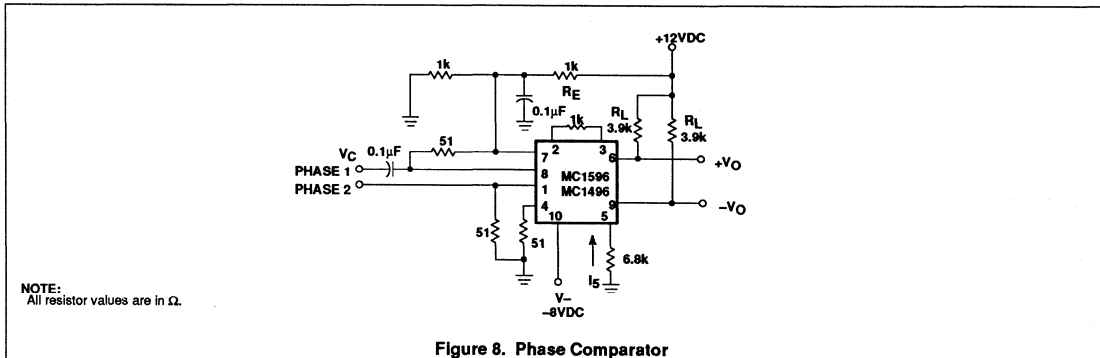 +12VDC
1k
1k
RE
0.1μF
RL
3.9k
RL
3.9k
1k
51
VC
0.1μF
2
3
7
6
+VO
PHASE 1
8
MC1596
PHASE 2
1
MC1496
4
9
–VO
10
5
51
51
6.8k
I5
V–
–8VDC
NOTE:
All resistor values are in Ω.
Figure 8. Phase Comparator